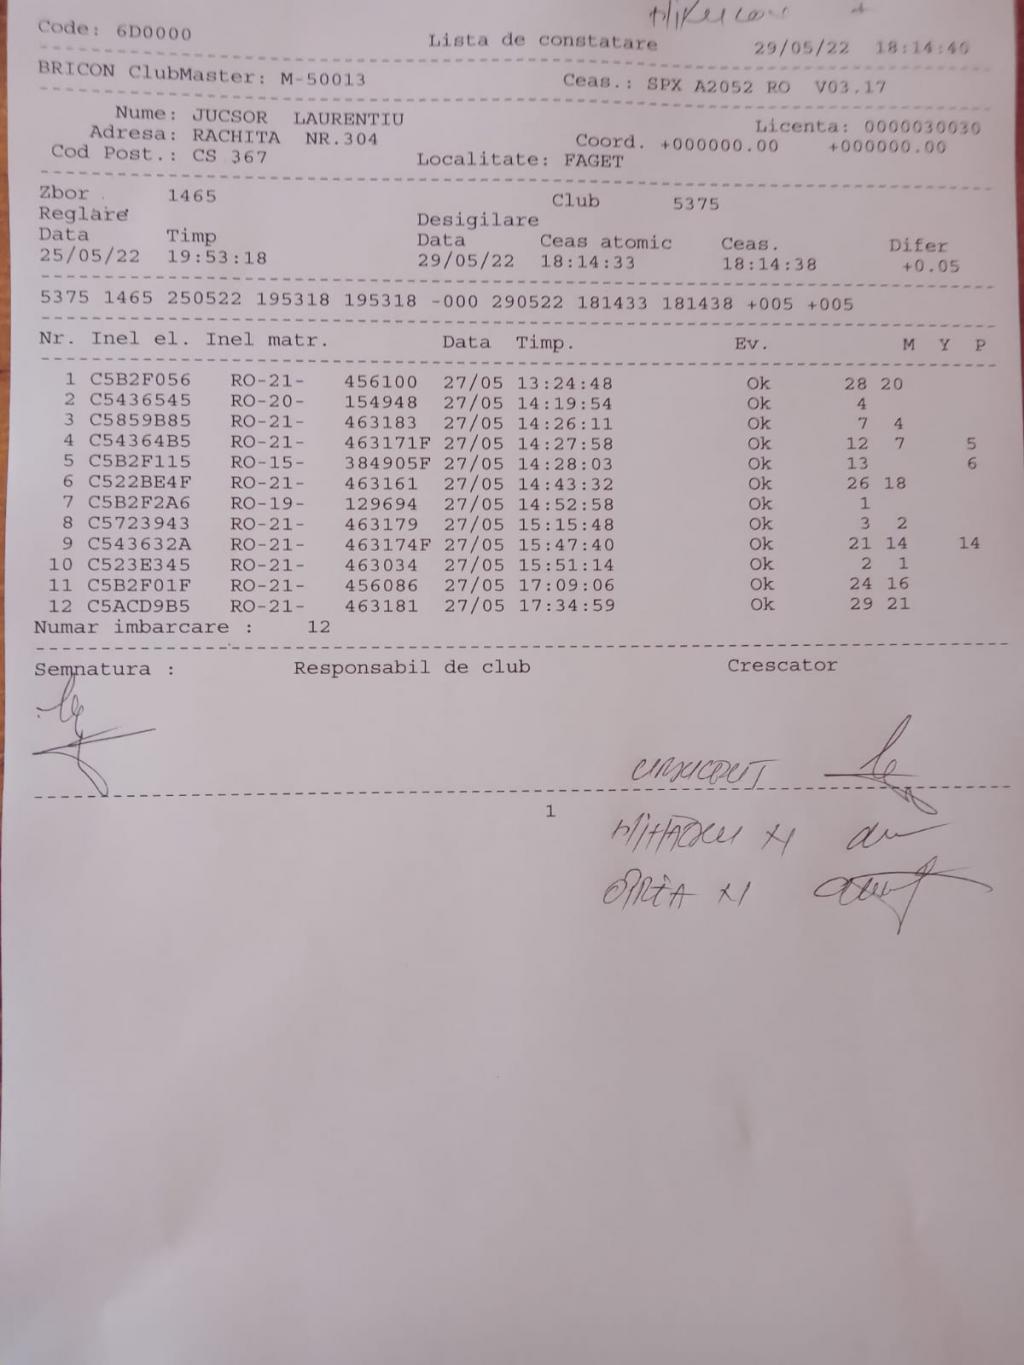 Code: 6D0000 Lista de constatare 29/05/22 18:14:40
BRICON ClubMaster: M-50013 Ceas.: SPX A2052 RO V03.17
Nume: JUCSOR LAURENTIU Licenta: 0000030030
Adresa: RACHITA NR.304 Coord. +000000.00 +000000.00
Cod Post.: CS 367 Localitate: FAGET
Zbor 1465 Club 5375
Reglare Desigilare
Data Timp Data Ceas atomic Ceas. Difer
25/05/22 19:53:18 29/05/22 18:14:33 18:14:38 +0.05
5375 1465 250522 195318 195318 -000 290522 181433 181438 +005 +005
Nr. Inel el. Inel matr. Data Timp. Ev. M Y P
1 C5B2F056 RO-21- 456100 27/05 13:24:48 Ok 28 20
2 C5436545 RO-20- 154948 27/05 14:19:54 Ok 4
3 C5859B85 RO-21- 463183 27/05 14:26:11 Ok 7 4
4 C54364B5 RO-21- 463171F 27/05 14:27:58 Ok 12 7 5
5 C5B2F115 RO-15- 384905F 27/05 14:28:03 Ok 13 6
6 C522BE4F RO-21- 463161 27/05 14:43:32 Ok 26 18
7 C5B2F2A6 RO-19- 129694 27/05 14:52:58 Ok 1
8 C5723943 RO-21- 463179 27/05 15:15:48 Ok 3 2
9 C543632A RO-21- 463174F 27/05 15:47:40 Ok 21 14 14
10 C523E345 RO-21- 463034 27/05 15:51:14 Ok 2 1
11 C5B2F01F RO-21- 456086 27/05 17:09:06 Ok 24 16
12 C5ACD9B5 RO-21- 463181 27/05 17:34:59 Ok 29 21
Numar imbarcare : 12
Semnatura : Responsabil de club Crescator
1